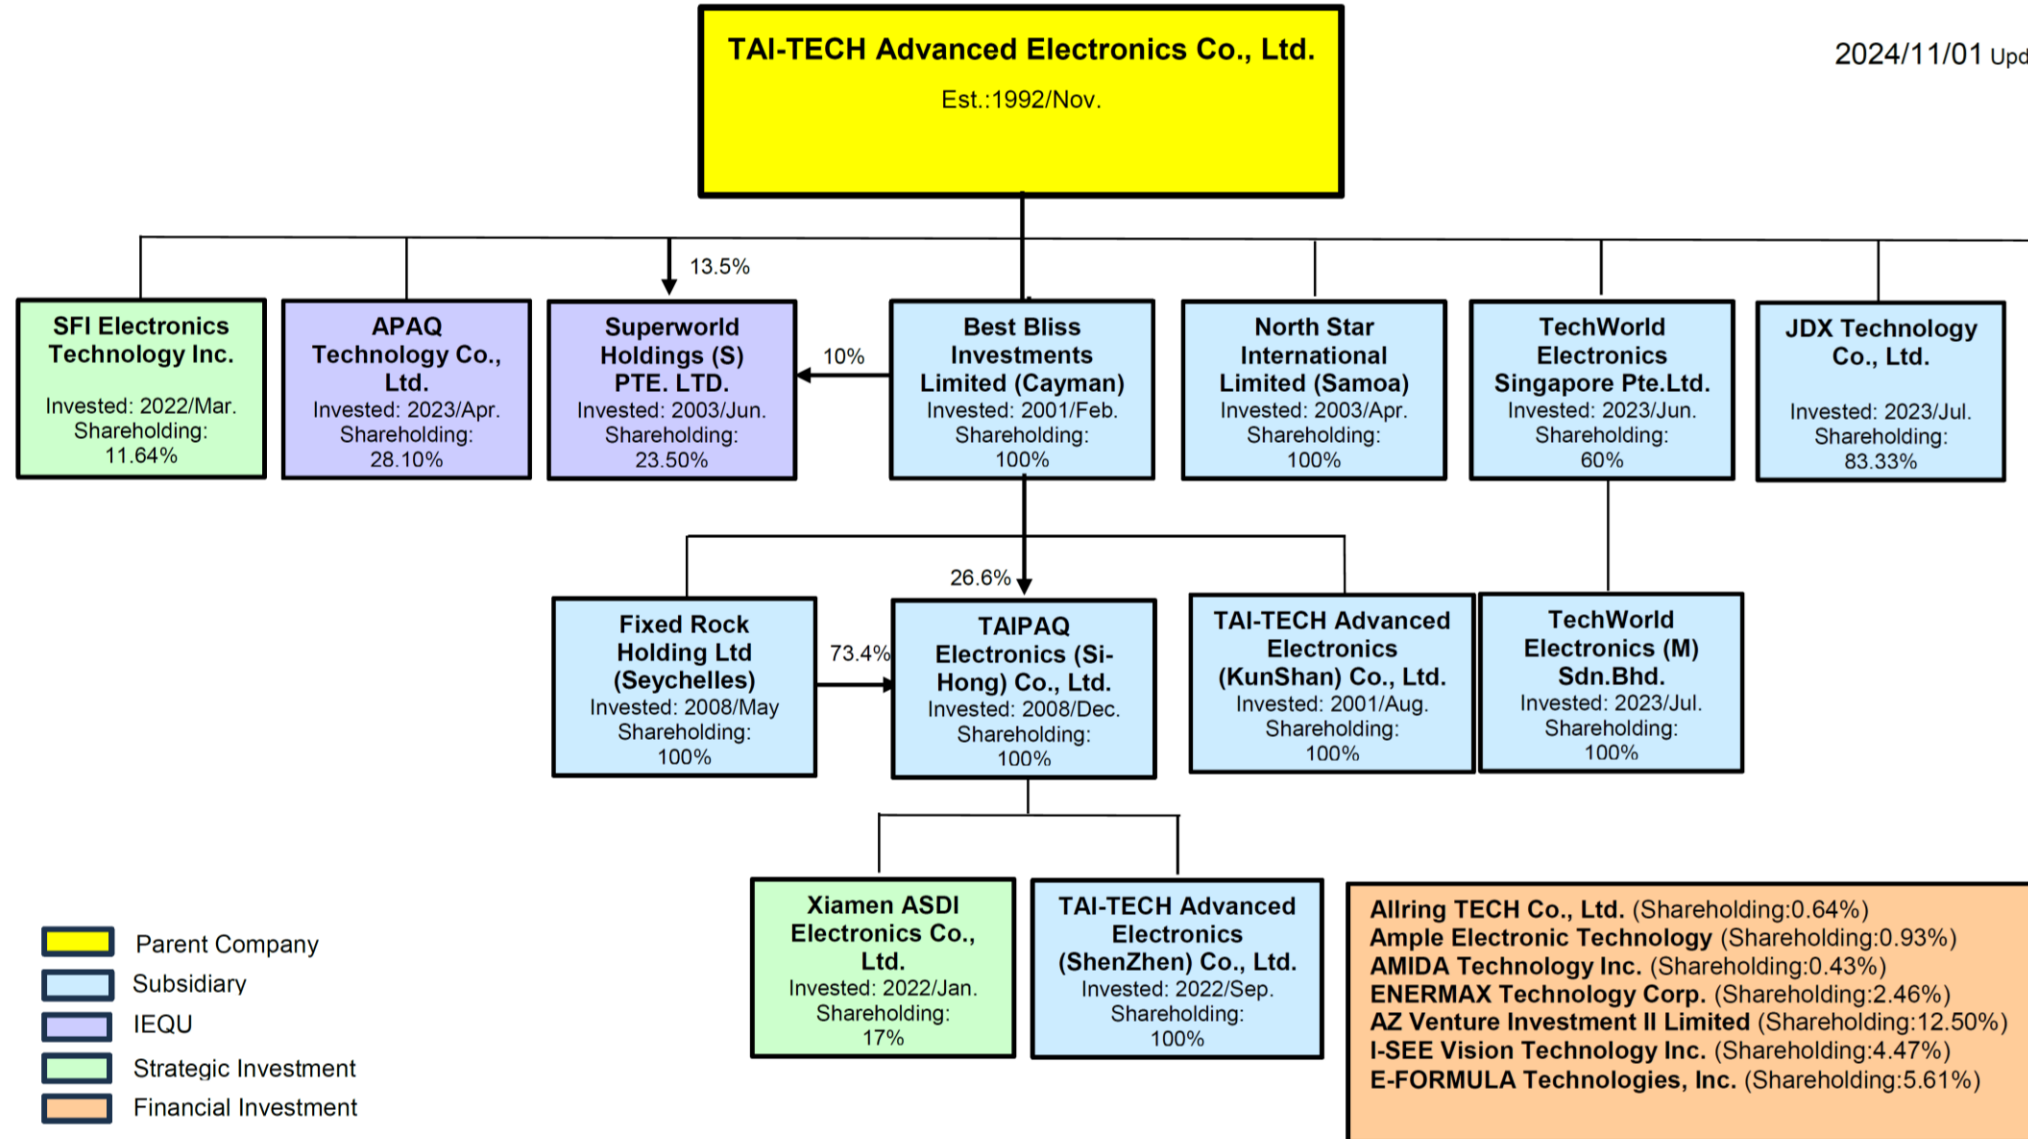 TAI-TECH Advanced Electronics Co., Ltd.
Est.:1992/Nov.
2024/11/01 Upd
13.5%
SFI Electronics
Technology Inc.
Invested: 2022/Mar.
Shareholding:
11.64%
APAQ
Technology Co.,
Ltd.
Invested: 2023/Apr.
Shareholding:
28.10%
Superworld
Holdings (S)
PTE. LTD.
Invested: 2003/Jun.
Shareholding:
23.50%
10%
Best Bliss
Investments
Limited (Cayman)
Invested: 2001/Feb.
Shareholding:
100%
North Star
International
Limited (Samoa)
Invested: 2003/Apr.
Shareholding:
100%
TechWorld
Electronics
Singapore Pte.Ltd.
Invested: 2023/Jun.
Shareholding:
60%
JDX Technology
Co., Ltd.
Invested: 2023/Jul.
Shareholding:
83.33%
26.6%
Fixed Rock
Holding Ltd
(Seychelles)
Invested: 2008/May
Shareholding:
100%
73.4%
TAIPAQ
Electronics (Si-
Hong) Co., Ltd.
Invested: 2008/Dec.
Shareholding:
100%
TAI-TECH Advanced
Electronics
(KunShan) Co., Ltd.
Invested: 2001/Aug.
Shareholding:
100%
TechWorld
Electronics (M)
Sdn.Bhd.
Invested: 2023/Jul.
Shareholding:
100%
Xiamen ASDI
Electronics Co.,
Ltd.
Invested: 2022/Jan.
Shareholding:
17%
TAI-TECH Advanced
Electronics
(ShenZhen) Co., Ltd.
Invested: 2022/Sep.
Shareholding:
100%
Allring TECH Co., Ltd. (Shareholding:0.64%)
Ample Electronic Technology (Shareholding:0.93%)
AMIDA Technology Inc. (Shareholding:0.43%)
ENERMAX Technology Corp. (Shareholding:2.46%)
AZ Venture Investment II Limited (Shareholding:12.50%)
I-SEE Vision Technology Inc. (Shareholding:4.47%)
E-FORMULA Technologies, Inc. (Shareholding:5.61%)
Parent Company
Subsidiary
IEQU
Strategic Investment
Financial Investment